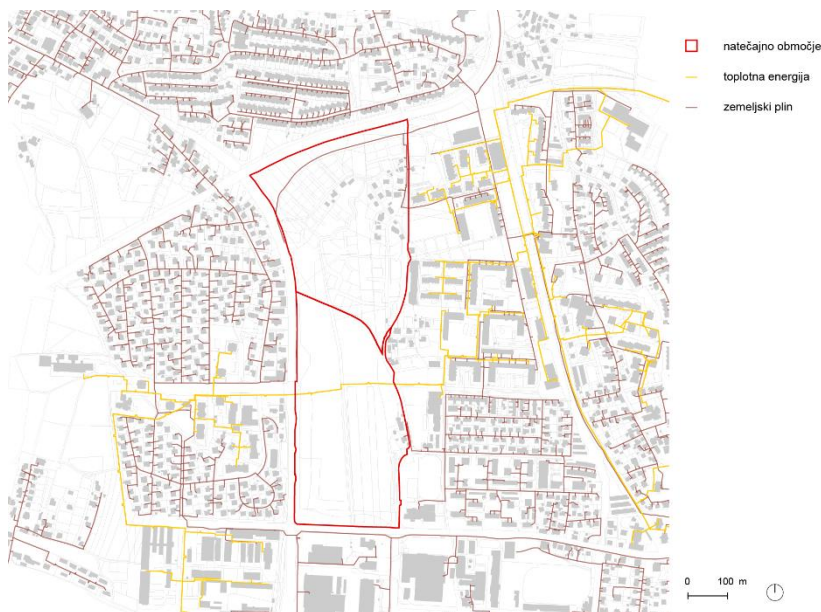 natečajno območje
toplotna energija
zemeljski plin
0 100 m